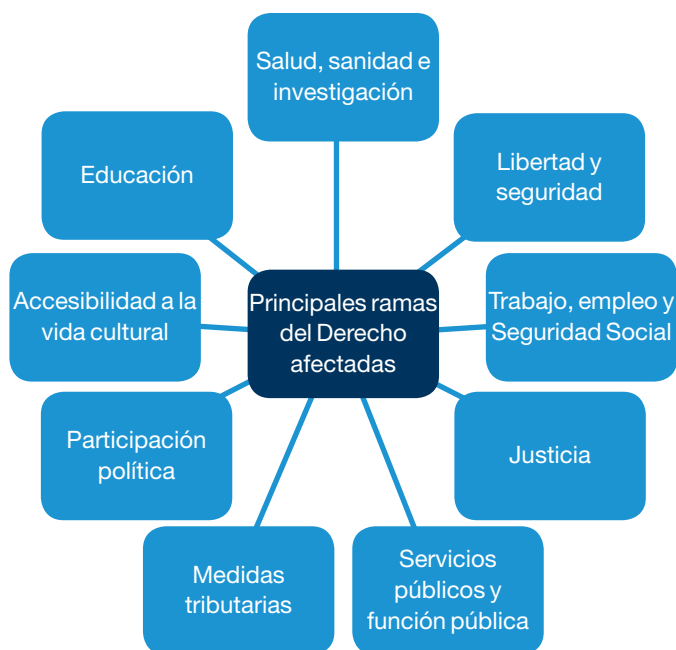 Salud, sanidad e
investigación
Educación
Libertad y
seguridad
Accesibilidad a la
vida cultural
Principales ramas
del Derecho
afectadas
Trabajo, empleo y
Seguridad Social
Participación
política
Justicia
Medidas
tributarias
Servicios
públicos y
función pública